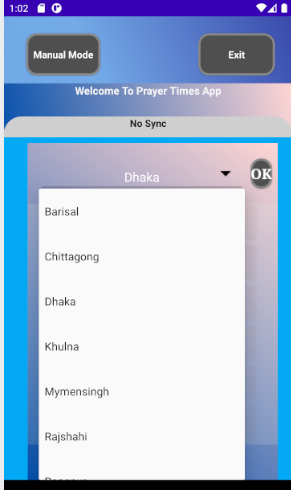 1:02
Manual Mode
Exit
Welcome To Prayer Times App
No Sync
Dhaka
OK
Barisal
Chittagong
Dhaka
Khulna
Mymensingh
Rajshahi